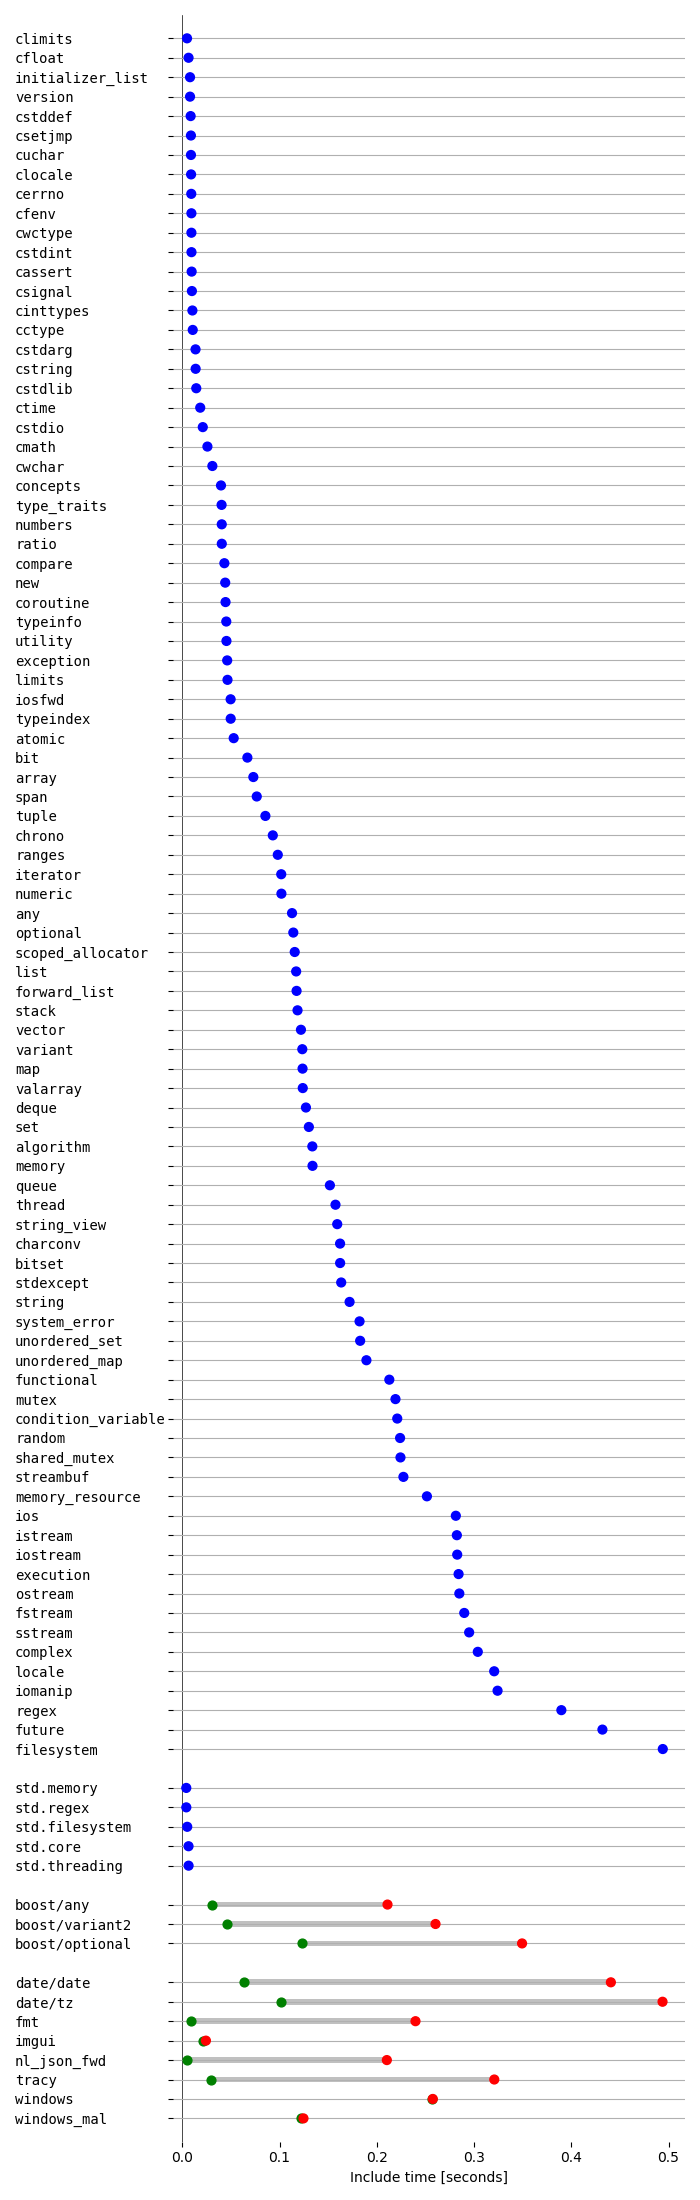 climits
cfloat
initializer_list
version
cstddef
csetjmp
cuchar
clocale
cerrno
cfenv
cwctype
cstdint
cassert
csignal
cinttypes
cctype
cstdarg
cstring
cstdlib
ctime
cstdio
cmath
cwchar
concepts
type_traits
numbers
ratio
compare
new
coroutine
typeinfo
utility
exception
limits
iosfwd
typeindex
atomic
bit
array
span
tuple
chrono
ranges
iterator
numeric
any
optional
scoped_allocator
list
forward_list
stack
vector
variant
map
valarray
deque
set
algorithm
memory
queue
thread
string_view
charconv
bitset
stdexcept
string
system_error
unordered_set
unordered_map
functional
mutex
condition_variable
random
shared_mutex
streambuf
memory_resource
ios
istream
iostream
execution
ostream
fstream
sstream
complex
locale
iomanip
regex
future
filesystem
std.memory
std.regex
std.filesystem
std.core
std.threading
boost/any
boost/variant2
boost/optional
date/date
date/tz
fmt
imgui
nl_json_fwd
tracy
windows
windows_mal
0.0 0.1 0.2 0.3 0.4 0.5
Include time [seconds]